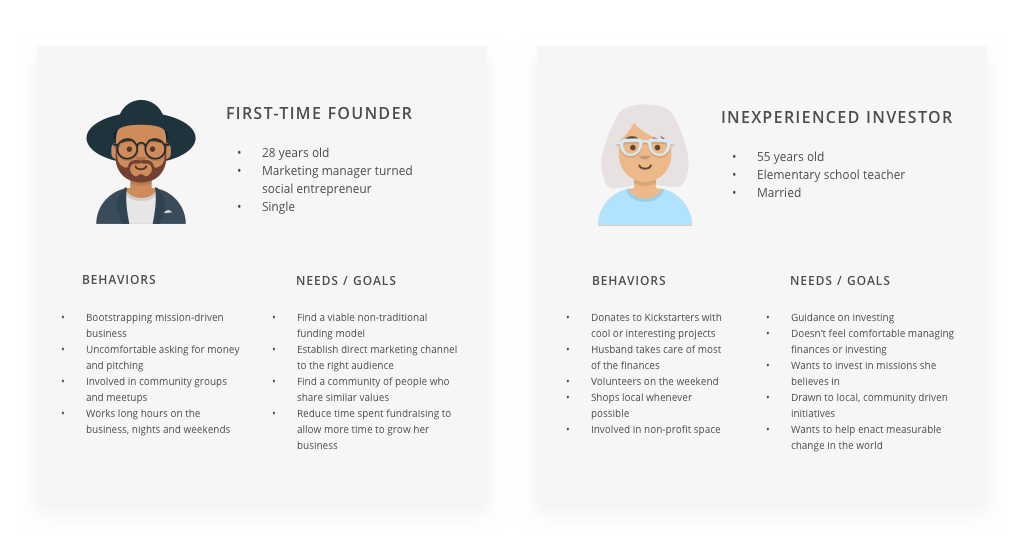 FIRST-TIME FOUNDER
• 28 years old
• Marketing manager turned
social entrepreneur
• Single
BEHAVIORS
• Bootstrapping mission-driven
business
• Uncomfortable asking for money
and pitching
• Involved in community groups
and meetups
• Works long hours on the
business, nights and weekends
NEEDS / GOALS
• Find a viable non-traditional
funding model
• Establish direct marketing channel
to the right audience
• Find a community of people who
share similar values
• Reduce time spent fundraising to
allow more time to grow her
business
INEXPERIENCED INVESTOR
• 55 years old
• Elementary school teacher
• Married
BEHAVIORS
• Donates to Kickstarters with
cool or interesting projects
• Husband takes care of most
of the finances
• Volunteers on the weekend
• Shops local whenever
possible
• Involved in non-profit space
NEEDS / GOALS
• Guidance on investing
• Doesn't feel comfortable managing
finances or investing
• Wants to invest in missions she
believes in
• Drawn to local, community driven
initiatives
• Wants to help enact measurable
change in the world